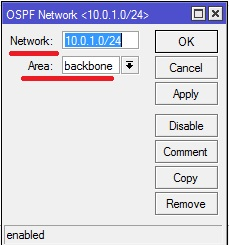 OSPF Network <10.0.1.0/24>
Network: 10.0.1.0/24
Area: backbone
OK
Cancel
Apply
Disable
Comment
Copy
Remove
enabled